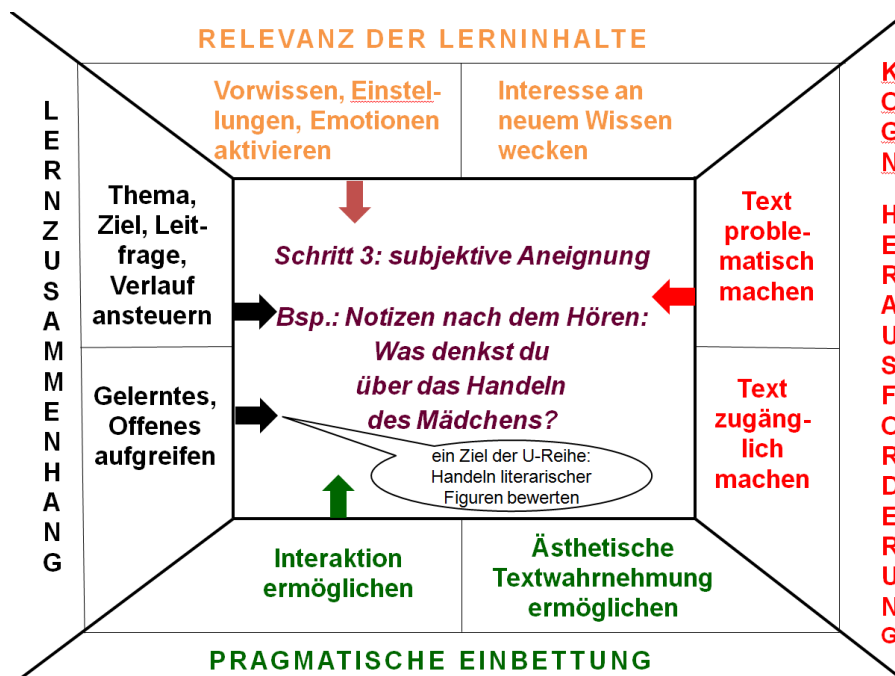 RELEVANZ DER LERNINHALTE
Vorwissen, Einstel-
lungen, Emotionen
aktivieren
Interesse an
neuem Wissen
wecken
LERNZUSAMMENHANG
Thema,
Ziel, Leit-
frage,
Verlauf
ansteuern
Gelerntes,
Offenes
aufgreifen
Schritt 3: subjektive Aneignung
Bsp.: Notizen nach dem Hören:
Was denkst du
über das Handeln
des Mädchens?
ein Ziel der U-Reihe:
Handeln literarischer
Figuren bewerten
Text
proble-
matisch
machen
Text
zugäng-
lich
machen
KOGN HERAUSFORDERUNG
Interaktion
ermöglichen
Ästhetische
Textwahrnehmung
ermöglichen
PRAGMATISCHE EINBETTUNG